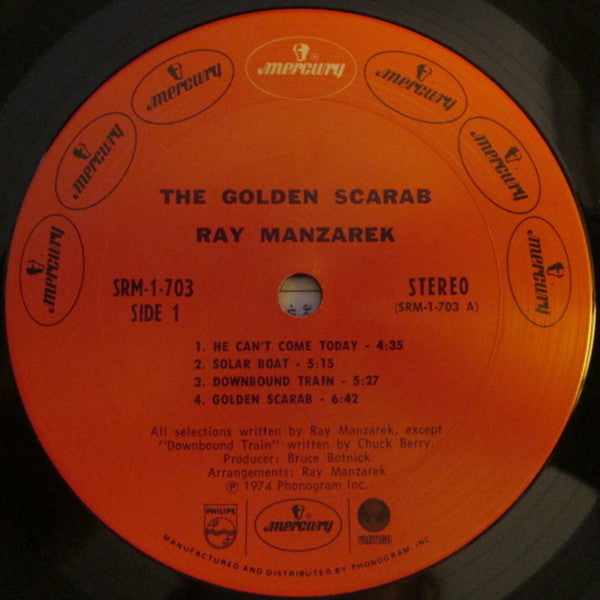 mercury
mercury
mercury
mercury
mercury
mercury
mercury
THE GOLDEN SCARAB
RAY MANZAREK
SRM-1-703
SIDE 1
STEREO
(SRM-1-703 A)
1. HE CAN'T COME TODAY - 4:35
2. SOLAR BOAT - 5:15
3. DOWNBOUND TRAIN - 5:27
4. GOLDEN SCARAB - 6:42
All selections written by Ray Manzarek, except
"Downbound Train" written by Chuck Berry.
Producer: Bruce Botnick
Arrangements: Ray Manzarek
℗ 1974 Phonogram Inc.
PHILIPS
mercury
VERTIGO
MANUFACTURED AND DISTRIBUTED BY PHONOGRAM, INC